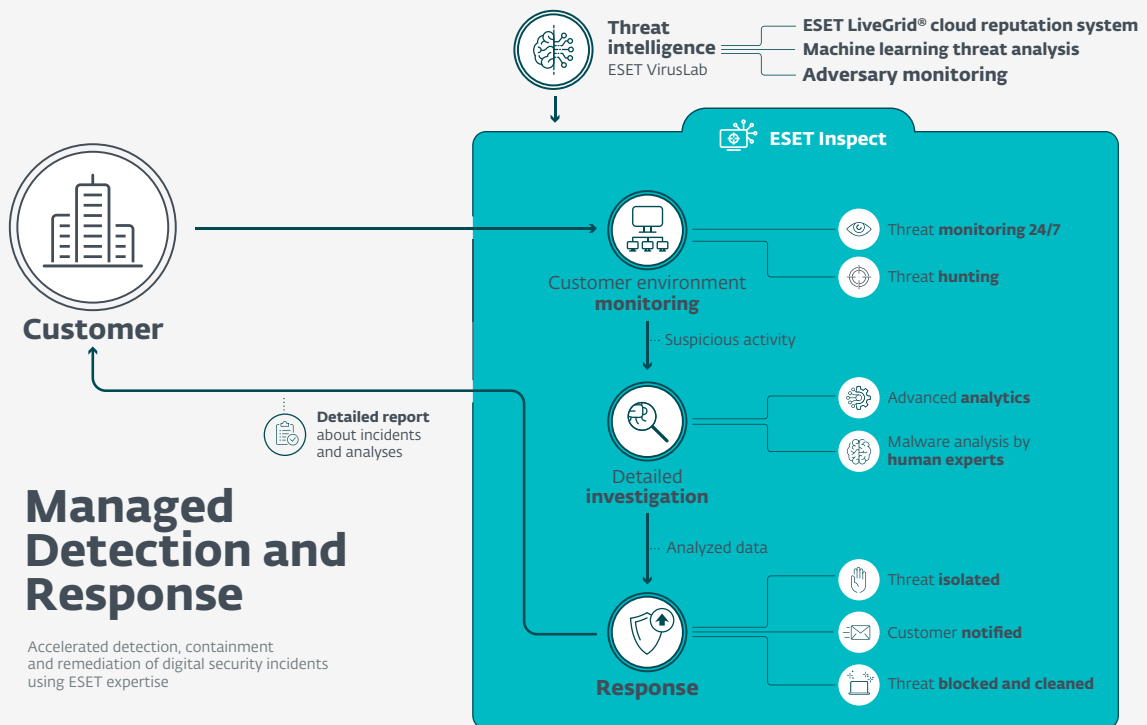 Threat
intelligence
ESET VirusLab
ESET LiveGrid® cloud reputation system
Machine learning threat analysis
Adversary monitoring
ESET Inspect
Customer
Customer environment
monitoring
Threat monitoring 24/7
Threat hunting
Suspicious activity
Detailed report
about incidents
and analyses
Detailed
investigation
Advanced analytics
Malware analysis by
human experts
Analyzed data
Managed
Detection and
Response
Accelerated detection, containment
and remediation of digital security incidents
using ESET expertise
Response
Threat isolated
Customer notified
Threat blocked and cleaned